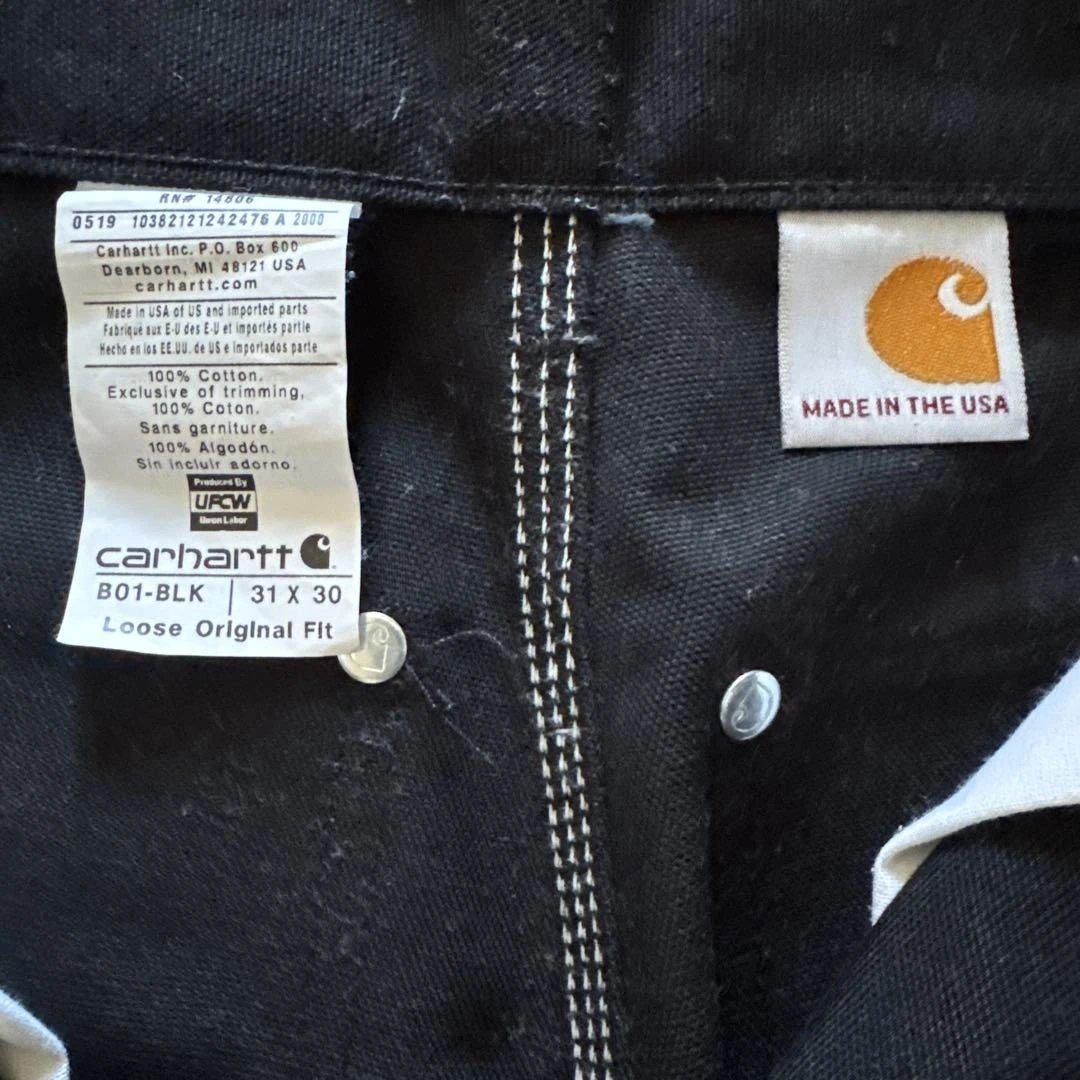 RN# 14806
0519 10382121242476 A 2000
Carhartt Inc. P.O. Box 600
Dearborn, MI 48121 USA
carhartt.com
Made in USA of US and imported parts
Fabriqué aux E-U des E-U et importés partie
Hecho en los EE.UU. de US e importados parte
100% Cotton.
Exclusive of trimming,
100% Coton.
Sans garniture.
100% Algodón.
Sin incluir adorno.
Produced By
UFCW
Union Labor
carhartt
B01-BLK | 31 X 30
Loose Original Fit
MADE IN THE USA